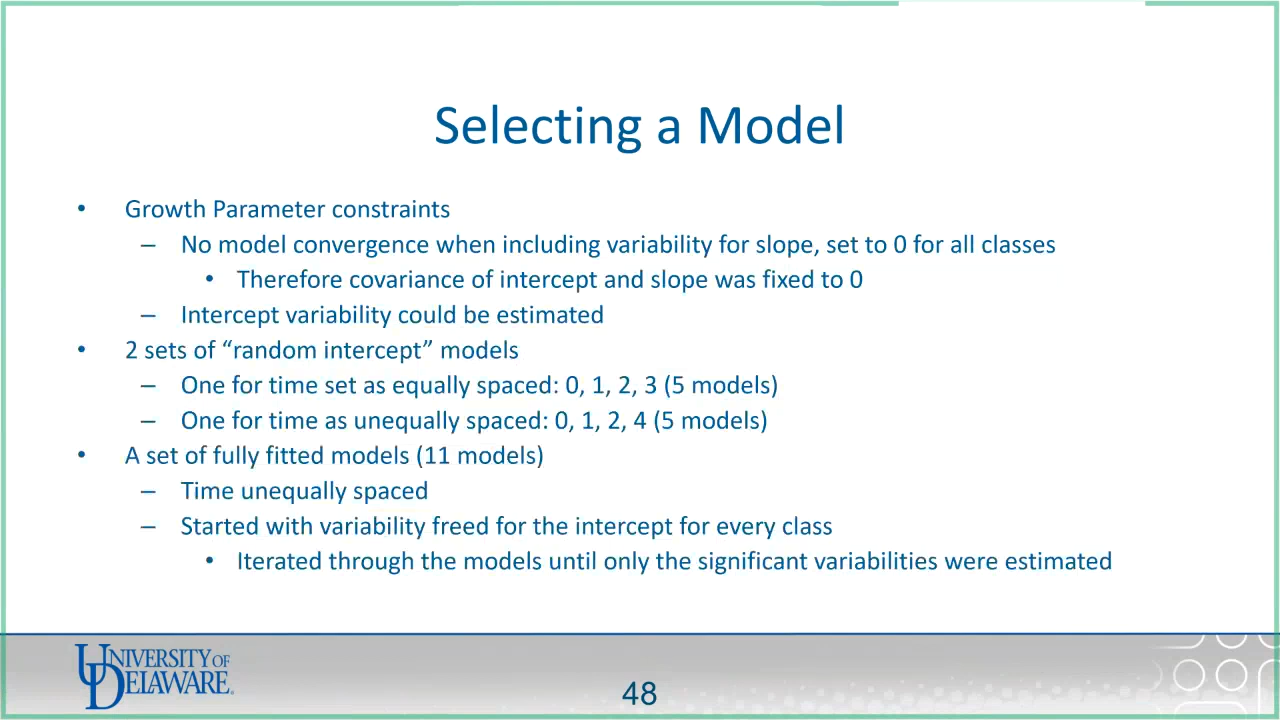 Selecting a Model
• Growth Parameter constraints
– No model convergence when including variability for slope, set to 0 for all classes
• Therefore covariance of intercept and slope was fixed to 0
– Intercept variability could be estimated
• 2 sets of “random intercept” models
– One for time set as equally spaced: 0, 1, 2, 3 (5 models)
– One for time as unequally spaced: 0, 1, 2, 4 (5 models)
• A set of fully fitted models (11 models)
– Time unequally spaced
– Started with variability freed for the intercept for every class
• Iterated through the models until only the significant variabilities were estimated
UNIVERSITY OF
DELAWARE.
48